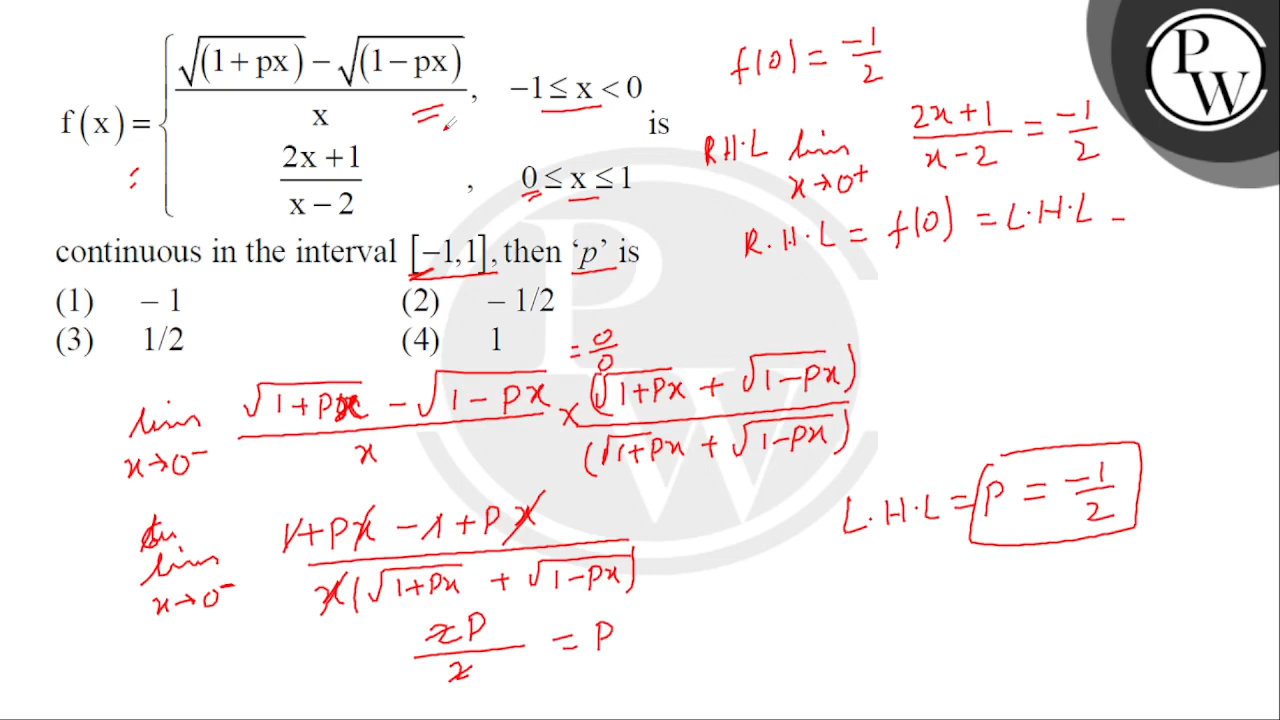 f(x) = { (√(1+px) − √(1−px))/x , −1 ≤ x < 0
(2x+1)/(x−2) , 0 ≤ x ≤ 1
is
continuous in the interval [−1,1], then ‘p’ is
(1) − 1 (2) − 1/2
(3) 1/2 (4) 1
f(0) = -1/2
R.H.L lim x→0⁺ (2x+1)/(x-2) = -1/2
R.H.L = f(0) = L.H.L -
= 0/0
lim x→0⁻ (√1+px - √1-px)/x × (√1+px + √1-px)/(√1+px + √1-px)
lim x→0⁻ (1+px - 1+px)/(x(√1+px + √1-px))
2P/2 = P
L.H.L = P = -1/2
P
W